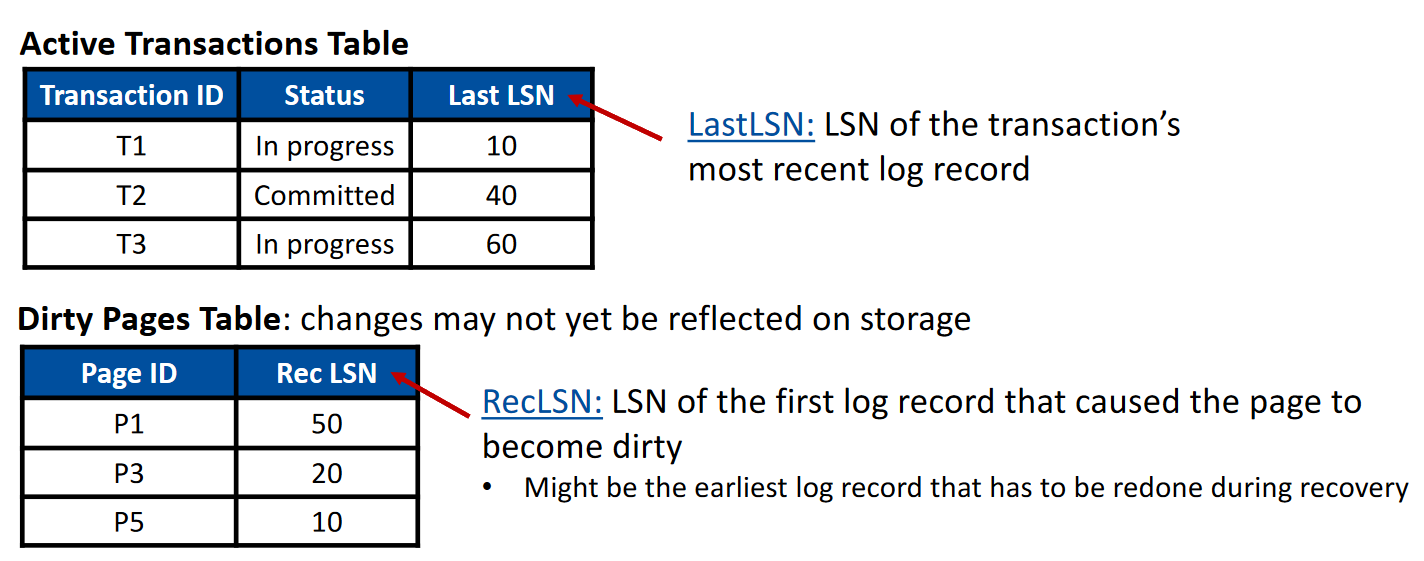 Active Transactions Table
Transaction ID Status Last LSN
T1 In progress 10
T2 Committed 40
T3 In progress 60
LastLSN: LSN of the transaction's
most recent log record
Dirty Pages Table: changes may not yet be reflected on storage
Page ID Rec LSN
P1 50
P3 20
P5 10
RecLSN: LSN of the first log record that caused the page to
become dirty
• Might be the earliest log record that has to be redone during recovery